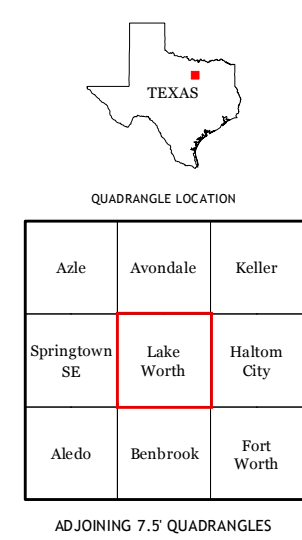 TEXAS
QUADRANGLE LOCATION
Azle
Avondale
Keller
Springtown
SE
Lake
Worth
Haltom
City
Aledo
Benbrook
Fort
Worth
ADJOINING 7.5' QUADRANGLES